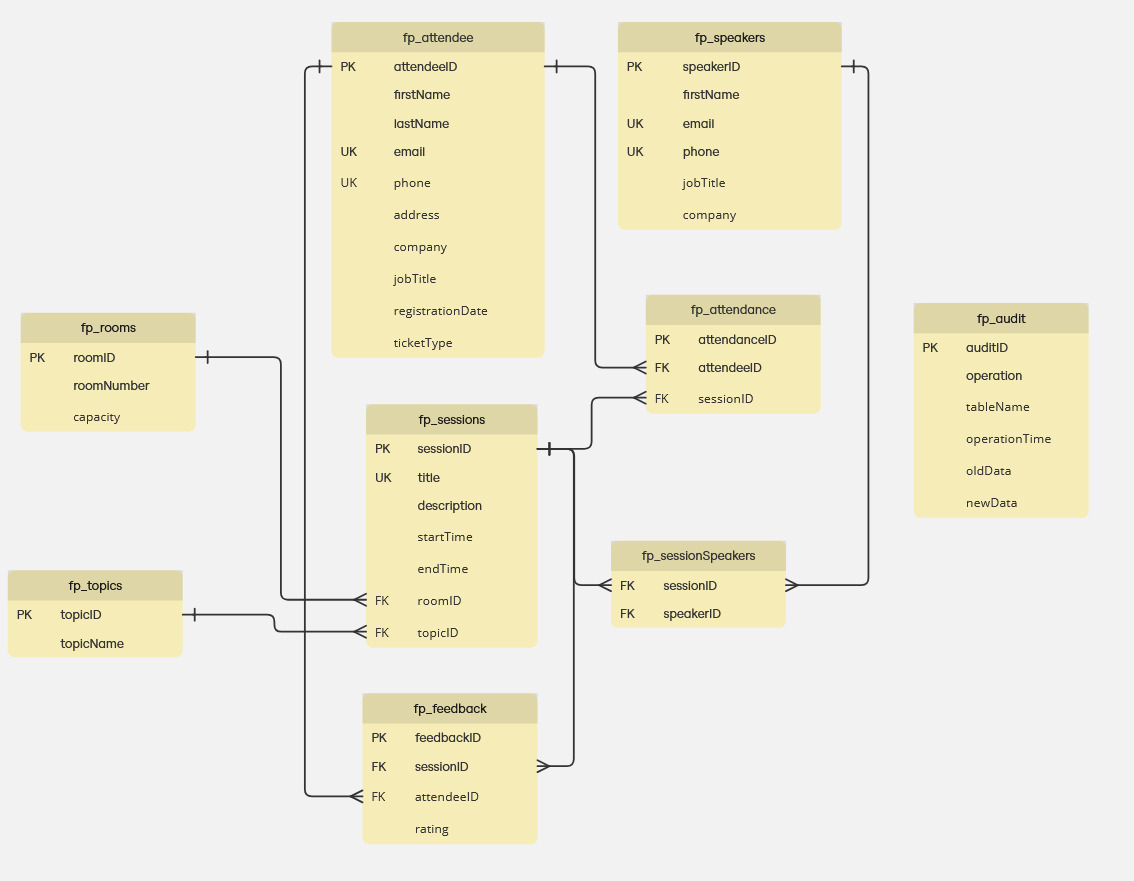 fp_attendee
PK attendeeID
firstName
lastName
UK email
UK phone
address
company
jobTitle
registrationDate
ticketType
fp_speakers
PK speakerID
firstName
UK email
UK phone
jobTitle
company
fp_rooms
PK roomID
roomNumber
capacity
fp_attendance
PK attendanceID
FK attendeeID
FK sessionID
fp_audit
PK auditID
operation
tableName
operationTime
oldData
newData
fp_sessions
PK sessionID
UK title
description
startTime
endTime
FK roomID
FK topicID
fp_topics
PK topicID
topicName
fp_sessionSpeakers
FK sessionID
FK speakerID
fp_feedback
PK feedbackID
FK sessionID
FK attendeeID
rating